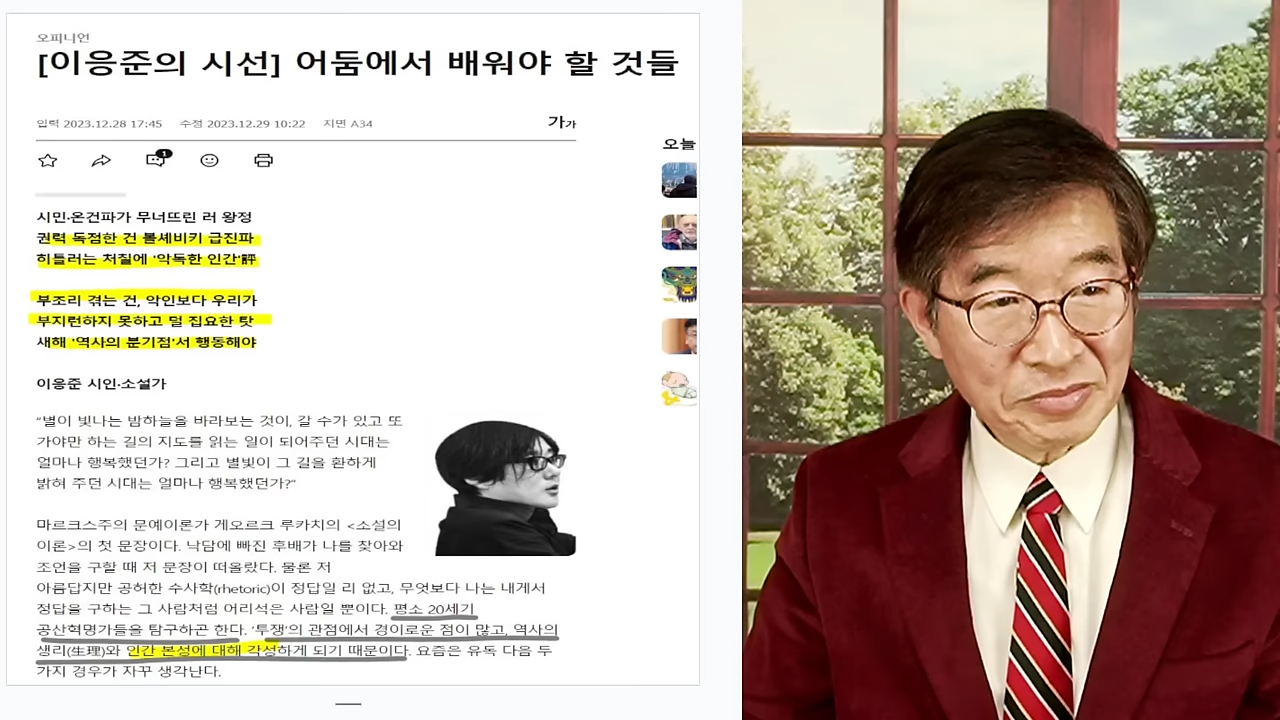 오피니언
[이응준의 시선] 어둠에서 배워야 할 것들
입력 2023.12.28 17:45 수정 2023.12.29 10:22 지면 A34
가가
오늘
1
시민·온건파가 무너뜨린 러 왕정
권력 독점한 건 볼셰비키 급진파
히틀러는 처칠에 '악독한 인간'評
부조리 겪는 건, 악인보다 우리가
부지런하지 못하고 덜 집요한 탓
새해 '역사의 분기점'서 행동해야
이응준 시인·소설가
“별이 빛나는 밤하늘을 바라보는 것이, 갈 수가 있고 또
가야만 하는 길의 지도를 읽는 일이 되어주던 시대는
얼마나 행복했던가? 그리고 별빛이 그 길을 환하게
밝혀 주던 시대는 얼마나 행복했던가?”
마르크스주의 문예이론가 게오르크 루카치의 <소설의
이론>의 첫 문장이다. 낙담에 빠진 후배가 나를 찾아와
조언을 구할 때 저 문장이 떠올랐다. 물론 저
아름답지만 공허한 수사학(rhetoric)이 정답일 리 없고, 무엇보다 나는 내게서
정답을 구하는 그 사람처럼 어리석은 사람일 뿐이다. 평소 20세기
공산혁명가들을 탐구하곤 한다. ‘투쟁’의 관점에서 경이로운 점이 많고, 역사의
생리(生理)와 인간 본성에 대해 각성하게 되기 때문이다. 요즘은 유독 다음 두
가지 경우가 자꾸 생각난다.